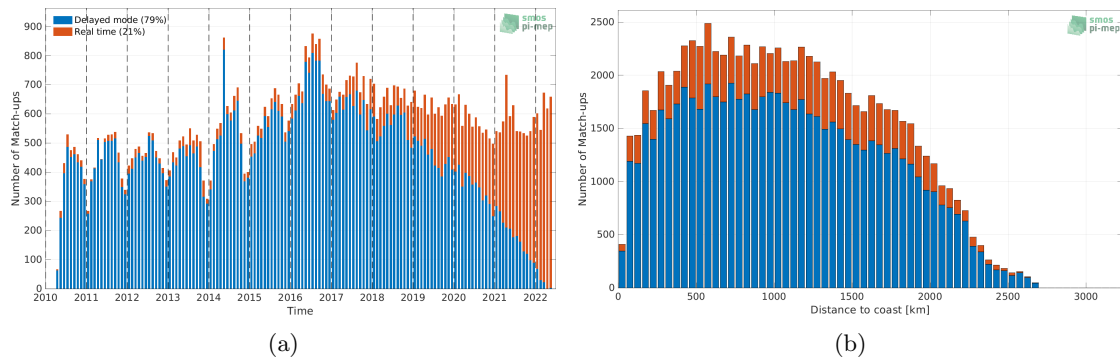 Delayed mode (79%)
Real time (21%)
smos
pi-mep
Number of Match-ups
900
800
700
600
500
400
300
200
100
0
2010 2011 2012 2013 2014 2015 2016 2017 2018 2019 2020 2021 2022
Time
(a)
smos
pi-mep
Number of Match-ups
2500
2000
1500
1000
500
0
0 500 1000 1500 2000 2500 3000
Distance to coast [km]
(b)